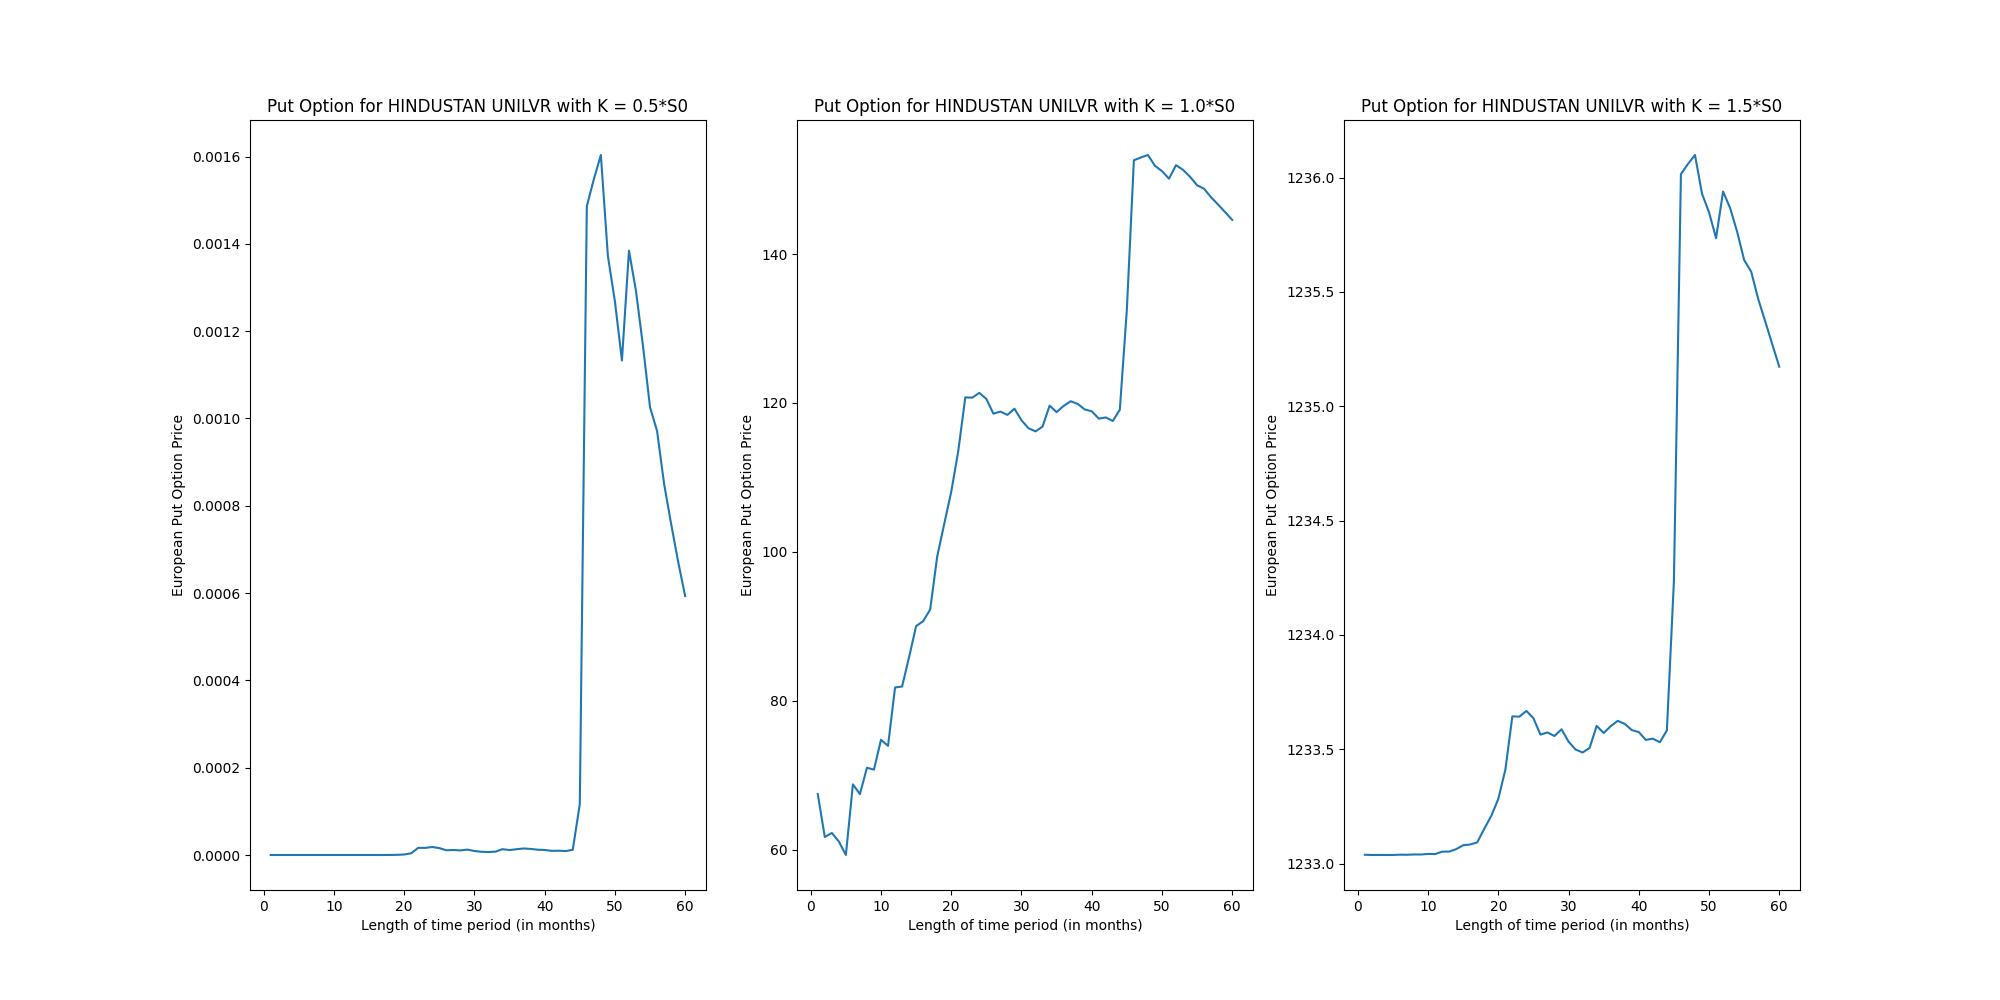 Put Option for HINDUSTAN UNILVR with K = 0.5*S0
0.0016
0.0014
0.0012
0.0010
0.0008
0.0006
0.0004
0.0002
0.0000
European Put Option Price
0 10 20 30 40 50 60
Length of time period (in months)
Put Option for HINDUSTAN UNILVR with K = 1.0*S0
140
120
100
80
60
European Put Option Price
0 10 20 30 40 50 60
Length of time period (in months)
Put Option for HINDUSTAN UNILVR with K = 1.5*S0
1236.0
1235.5
1235.0
1234.5
1234.0
1233.5
1233.0
European Put Option Price
0 10 20 30 40 50 60
Length of time period (in months)